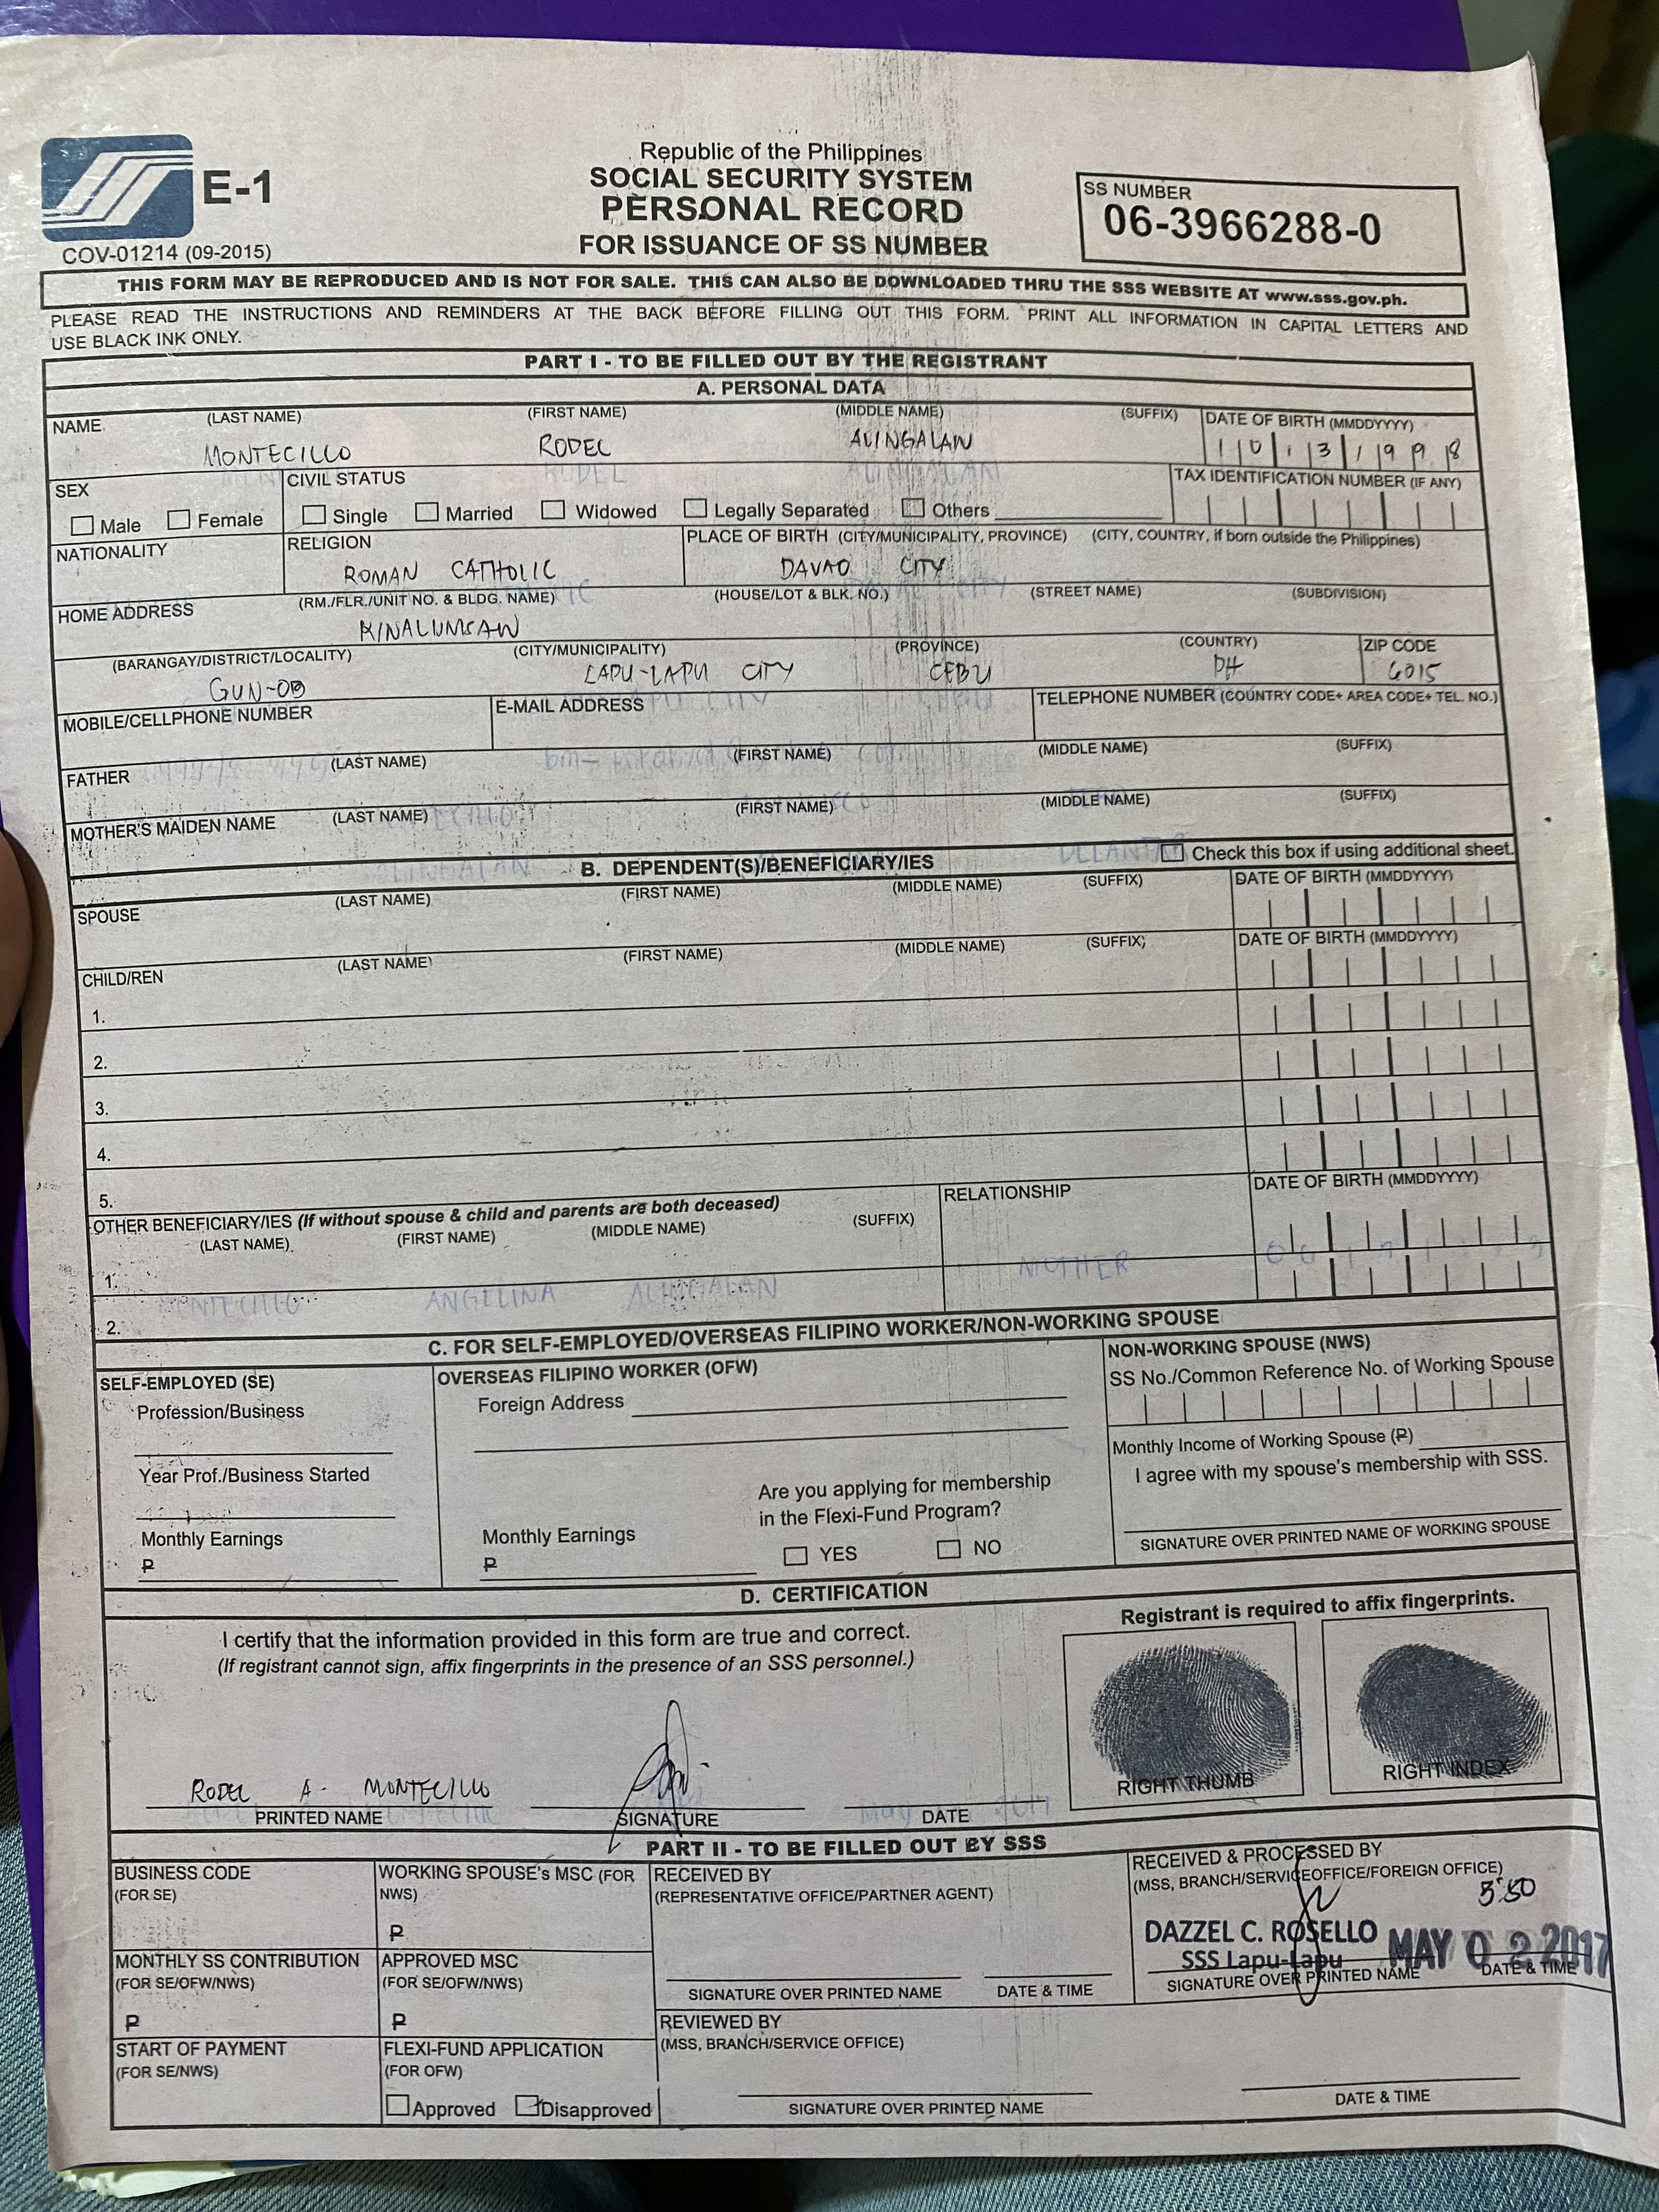 Republic of the Philippines
SOCIAL SECURITY SYSTEM
PERSONAL RECORD
FOR ISSUANCE OF SS NUMBER
E-1
COV-01214 (09-2015)
SS NUMBER
06-3966288-0
THIS FORM MAY BE REPRODUCED AND IS NOT FOR SALE. THIS CAN ALSO BE DOWNLOADED THRU THE SSS WEBSITE AT www.sss.gov.ph.
PLEASE READ THE INSTRUCTIONS AND REMINDERS AT THE BACK BEFORE FILLING OUT THIS FORM. PRINT ALL INFORMATION IN CAPITAL LETTERS AND
USE BLACK INK ONLY.
PART I - TO BE FILLED OUT BY THE REGISTRANT
A. PERSONAL DATA
NAME (LAST NAME) (FIRST NAME) (MIDDLE NAME) (SUFFIX) DATE OF BIRTH (MMDDYYYY)
MONTECILLO RODEL ALINGALAN 10131998
SEX CIVIL STATUS TAX IDENTIFICATION NUMBER (IF ANY)
Male Female Single Married Widowed Legally Separated Others
NATIONALITY RELIGION PLACE OF BIRTH (CITY/MUNICIPALITY, PROVINCE) (CITY, COUNTRY, if born outside the Philippines)
ROMAN CATHOLIC DAVAO CITY
HOME ADDRESS (RM./FLR./UNIT NO. & BLDG. NAME) (HOUSE/LOT & BLK. NO.) (STREET NAME) (SUBDIVISION)
(BARANGAY/DISTRICT/LOCALITY) (CITY/MUNICIPALITY) (PROVINCE) (COUNTRY) ZIP CODE
GUN-OB LAPU-LAPU CITY CEBU PH 6015
MOBILE/CELLPHONE NUMBER E-MAIL ADDRESS TELEPHONE NUMBER (COUNTRY CODE+ AREA CODE+ TEL. NO.)
FATHER (LAST NAME) (FIRST NAME) (MIDDLE NAME) (SUFFIX)
MOTHER'S MAIDEN NAME (LAST NAME) (FIRST NAME) (MIDDLE NAME) (SUFFIX)
B. DEPENDENT(S)/BENEFICIARY/IES Check this box if using additional sheet.
SPOUSE (LAST NAME) (FIRST NAME) (MIDDLE NAME) (SUFFIX) DATE OF BIRTH (MMDDYYYY)
CHILD/REN (LAST NAME) (FIRST NAME) (MIDDLE NAME) (SUFFIX) DATE OF BIRTH (MMDDYYYY)
1.
2.
3.
4.
5.
OTHER BENEFICIARY/IES (If without spouse & child and parents are both deceased) RELATIONSHIP DATE OF BIRTH (MMDDYYYY)
(LAST NAME) (FIRST NAME) (MIDDLE NAME) (SUFFIX)
1. MOTHER
ANGELINA ALINGALAN
2.
C. FOR SELF-EMPLOYED/OVERSEAS FILIPINO WORKER/NON-WORKING SPOUSE
SELF-EMPLOYED (SE) OVERSEAS FILIPINO WORKER (OFW) NON-WORKING SPOUSE (NWS)
Profession/Business Foreign Address SS No./Common Reference No. of Working Spouse
Monthly Income of Working Spouse (₱)
Year Prof./Business Started Are you applying for membership I agree with my spouse's membership with SSS.
in the Flexi-Fund Program?
Monthly Earnings Monthly Earnings SIGNATURE OVER PRINTED NAME OF WORKING SPOUSE
₱ ₱ YES NO
D. CERTIFICATION
I certify that the information provided in this form are true and correct. Registrant is required to affix fingerprints.
(If registrant cannot sign, affix fingerprints in the presence of an SSS personnel.)
RODEL A. MONTECILLO
PRINTED NAME SIGNATURE DATE RIGHT THUMB RIGHT INDEX
PART II - TO BE FILLED OUT BY SSS
BUSINESS CODE WORKING SPOUSE's MSC (FOR RECEIVED BY RECEIVED & PROCESSED BY
(FOR SE) NWS) (REPRESENTATIVE OFFICE/PARTNER AGENT) (MSS, BRANCH/SERVICEOFFICE/FOREIGN OFFICE)
₱
DAZZEL C. ROSELLO
SSS Lapu-Lapu MAY 02 2017
MONTHLY SS CONTRIBUTION APPROVED MSC SIGNATURE OVER PRINTED NAME DATE & TIME
(FOR SE/OFW/NWS) (FOR SE/OFW/NWS) SIGNATURE OVER PRINTED NAME DATE & TIME
₱ ₱
REVIEWED BY
START OF PAYMENT FLEXI-FUND APPLICATION (MSS, BRANCH/SERVICE OFFICE)
(FOR SE/NWS) (FOR OFW)
Approved Disapproved SIGNATURE OVER PRINTED NAME DATE & TIME